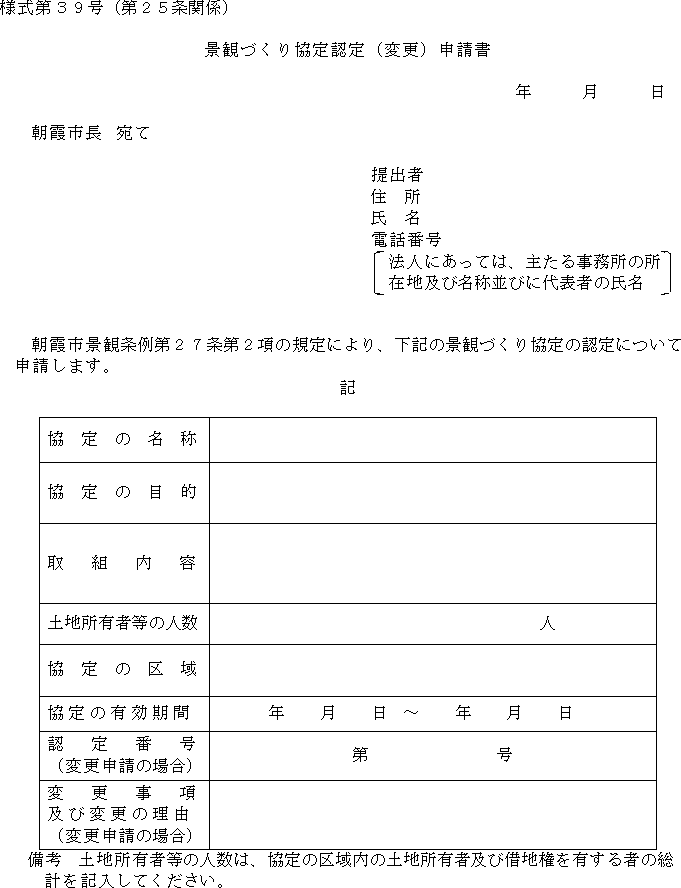 様式第３９号（第２５条関係）
景観づくり協定認定（変更）申請書
年　月　日
朝霞市長　宛て
提出者
住　所
氏　名
電話番号
法人にあっては、主たる事務所の所
在地及び名称並びに代表者の氏名
朝霞市景観条例第２７条第２項の規定により、下記の景観づくり協定の認定について
申請します。
記
協　定　の　名　称
協　定　の　目　的
取　組　内　容
土地所有者等の人数　人
協　定　の　区　域
協定の有効期間　年　月　日　～　年　月　日
認　定　番　号
（変更申請の場合）　第　号
変　更　事　項
及び変更の理由
（変更申請の場合）
備考　土地所有者等の人数は、協定の区域内の土地所有者及び借地権を有する者の総
計を記入してください。